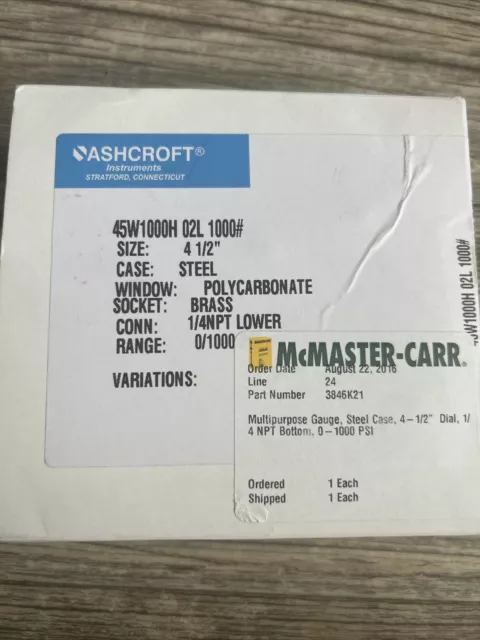 ASHCROFT®
Instruments
STRATFORD, CONNECTICUT
45W1000H 02L 1000#
SIZE: 4 1/2"
CASE: STEEL
WINDOW: POLYCARBONATE
SOCKET: BRASS
CONN: 1/4NPT LOWER
RANGE: 0/1000
VARIATIONS:
45W1000H 02L 1000#
McMASTER-CARR®
Order Date August 22, 2016
Line 24
Part Number 3846K21
Multipurpose Gauge, Steel Case, 4-1/2" Dial, 1/
4 NPT Bottom, 0-1000 PSI
Ordered 1 Each
Shipped 1 Each